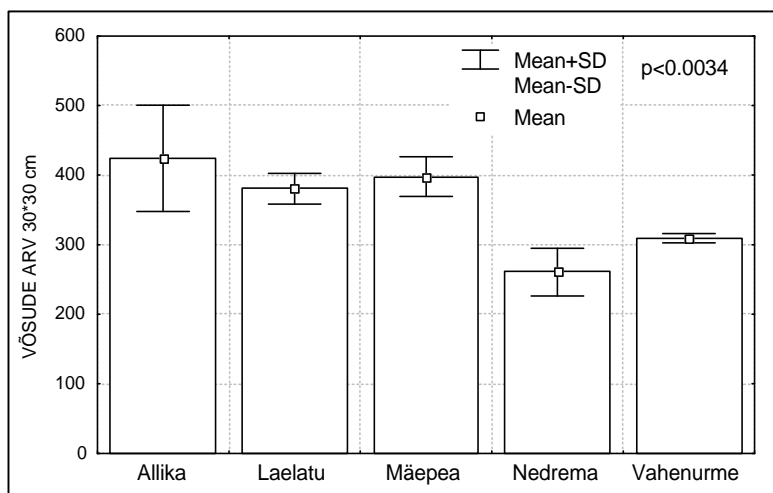 600
500
400
300
200
100
0
VÕSUDE ARV 30*30 cm
Mean+SD
Mean-SD
Mean
p<0.0034
Allika
Laelatu
Mäepea
Nedrema
Vahenurme